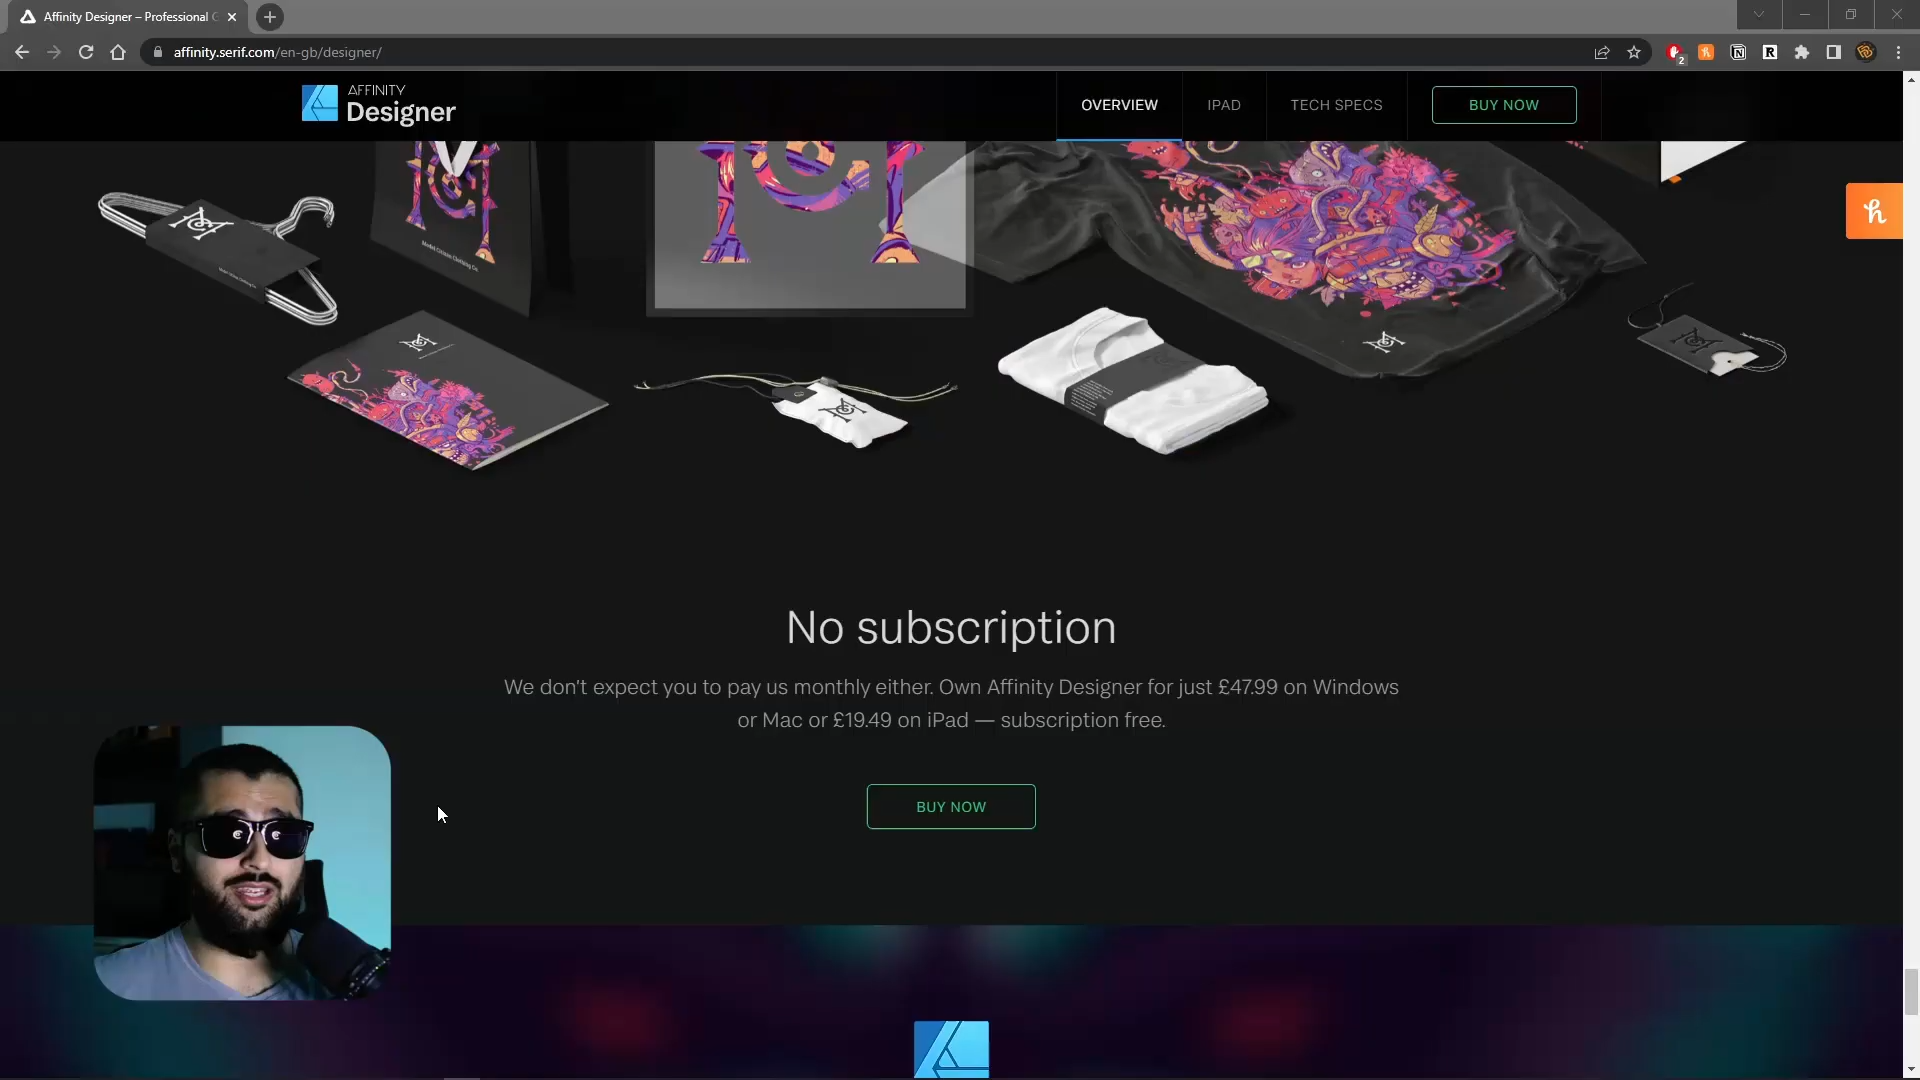 Affinity Designer – Professional G
affinity.serif.com/en-gb/designer/
2
AFFINITY
Designer
OVERVIEW
IPAD
TECH SPECS
BUY NOW
h
No subscription
We don't expect you to pay us monthly either. Own Affinity Designer for just £47.99 on Windows
or Mac or £19.49 on iPad — subscription free.
BUY NOW